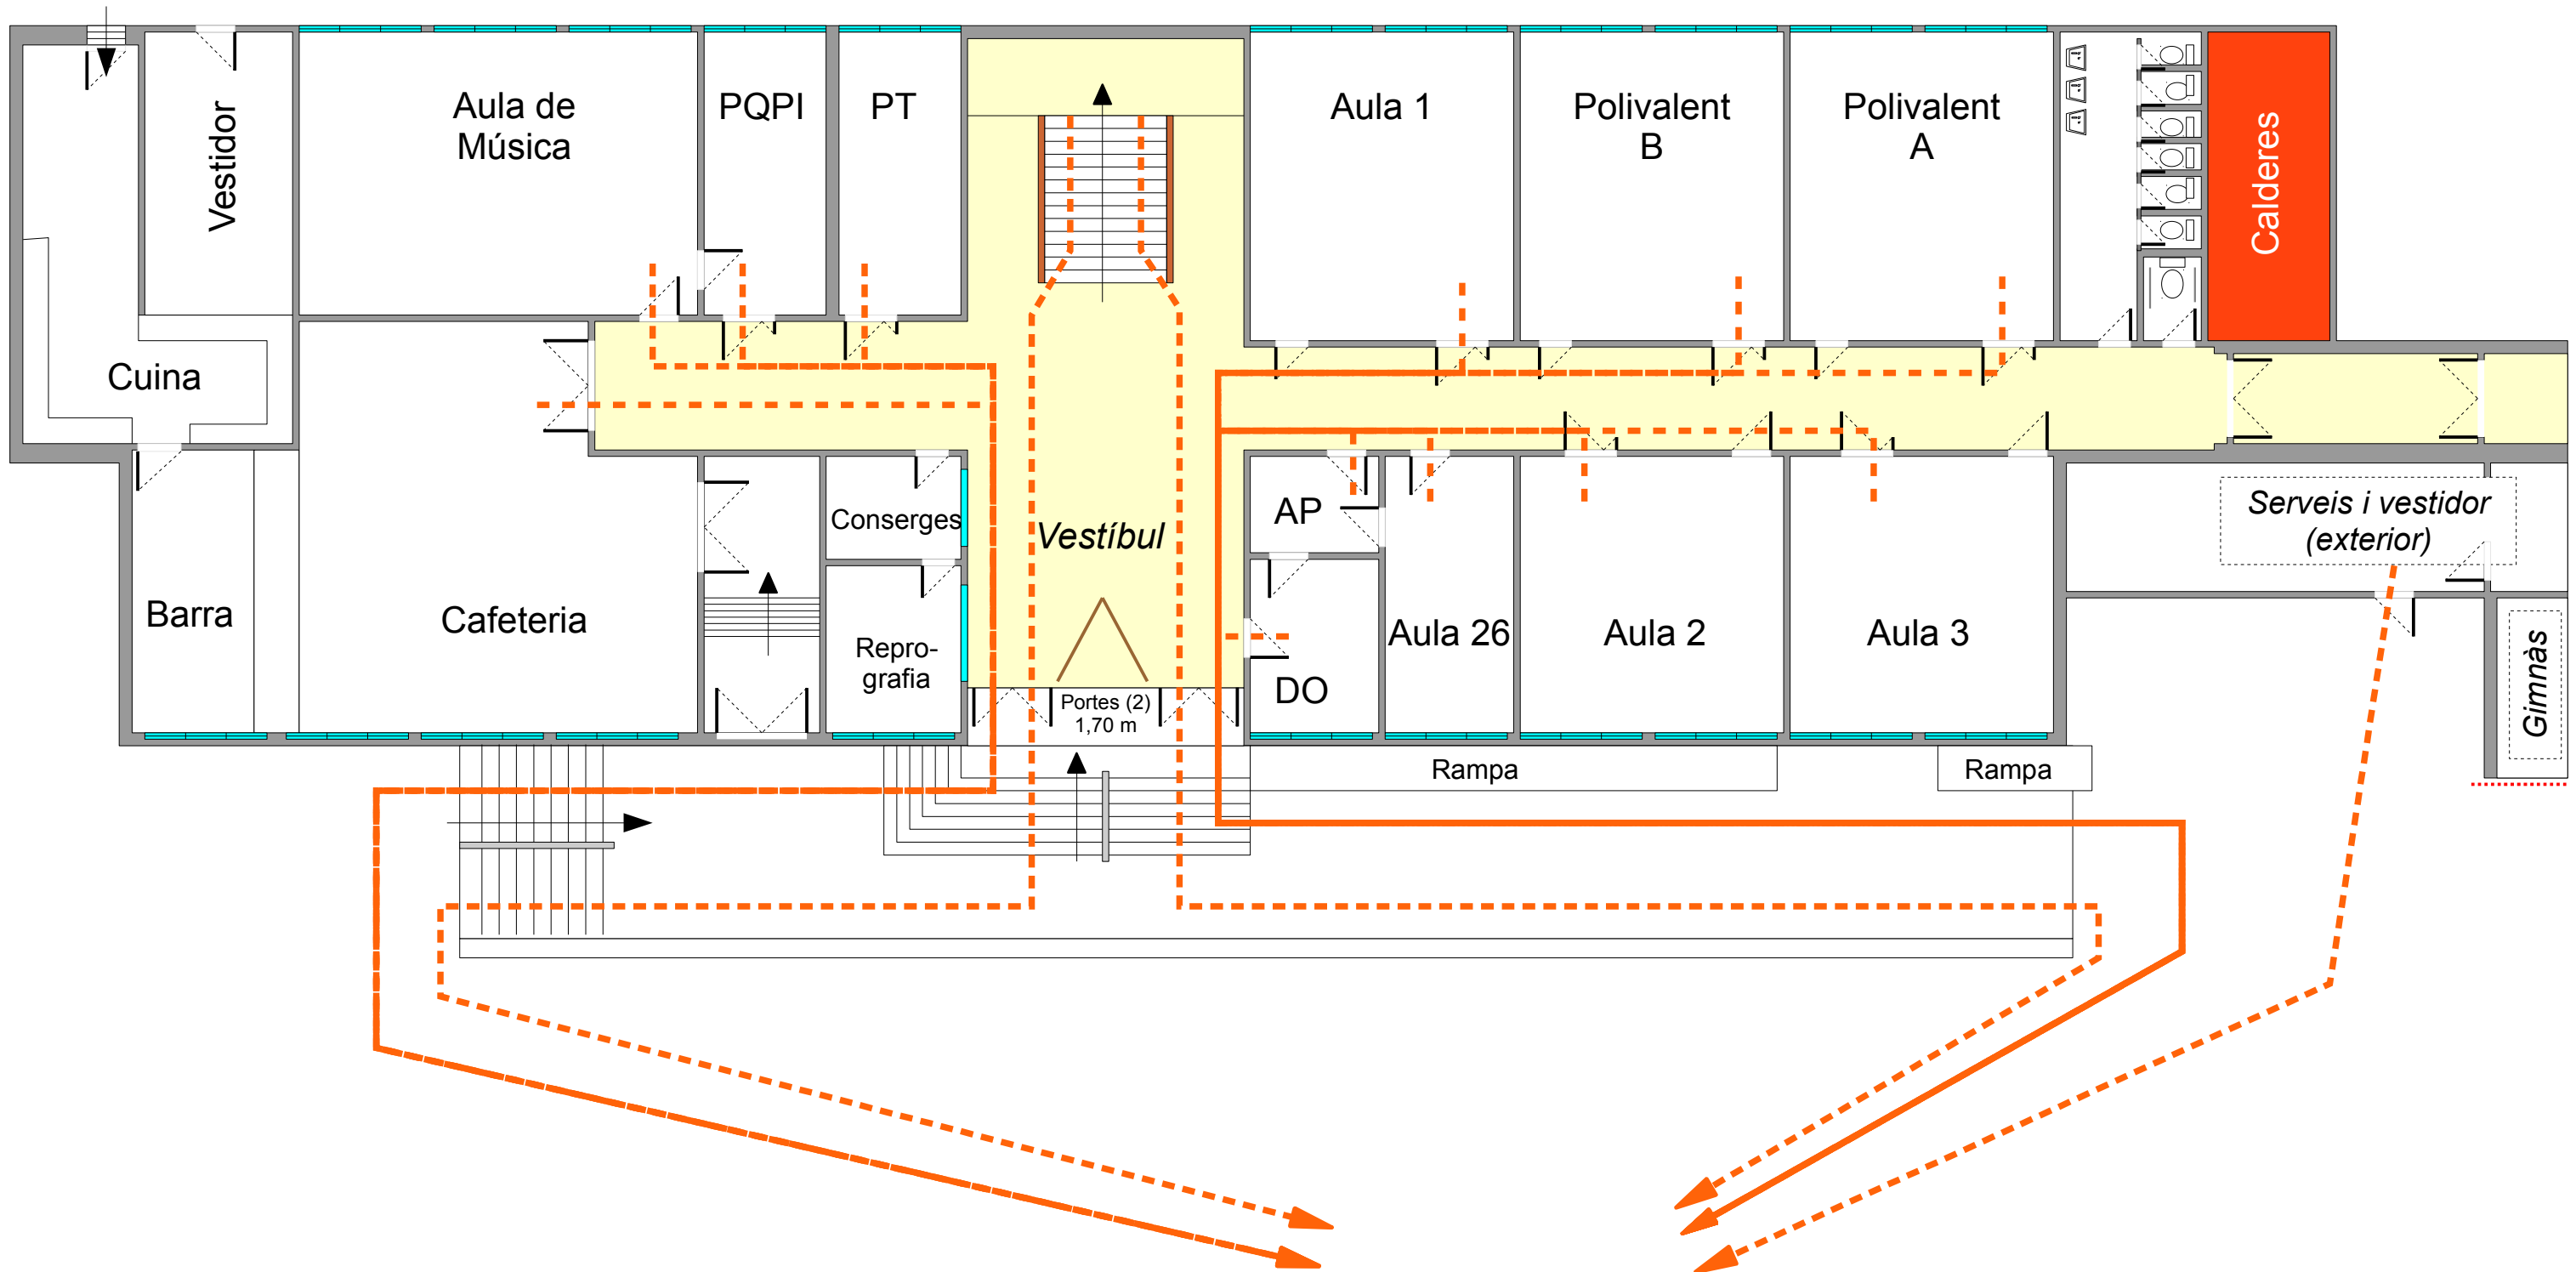 Vestidor
Aula de
Música
PQPI
PT
Aula 1
Polivalent
B
Polivalent
A
Calderes
Cuina
Conserges
Vestíbul
AP
Serveis i vestidor
(exterior)
Barra
Cafeteria
Repro-
grafia
Portes (2)
1,70 m
DO
Aula 26
Aula 2
Aula 3
Gimnàs
Rampa
Rampa